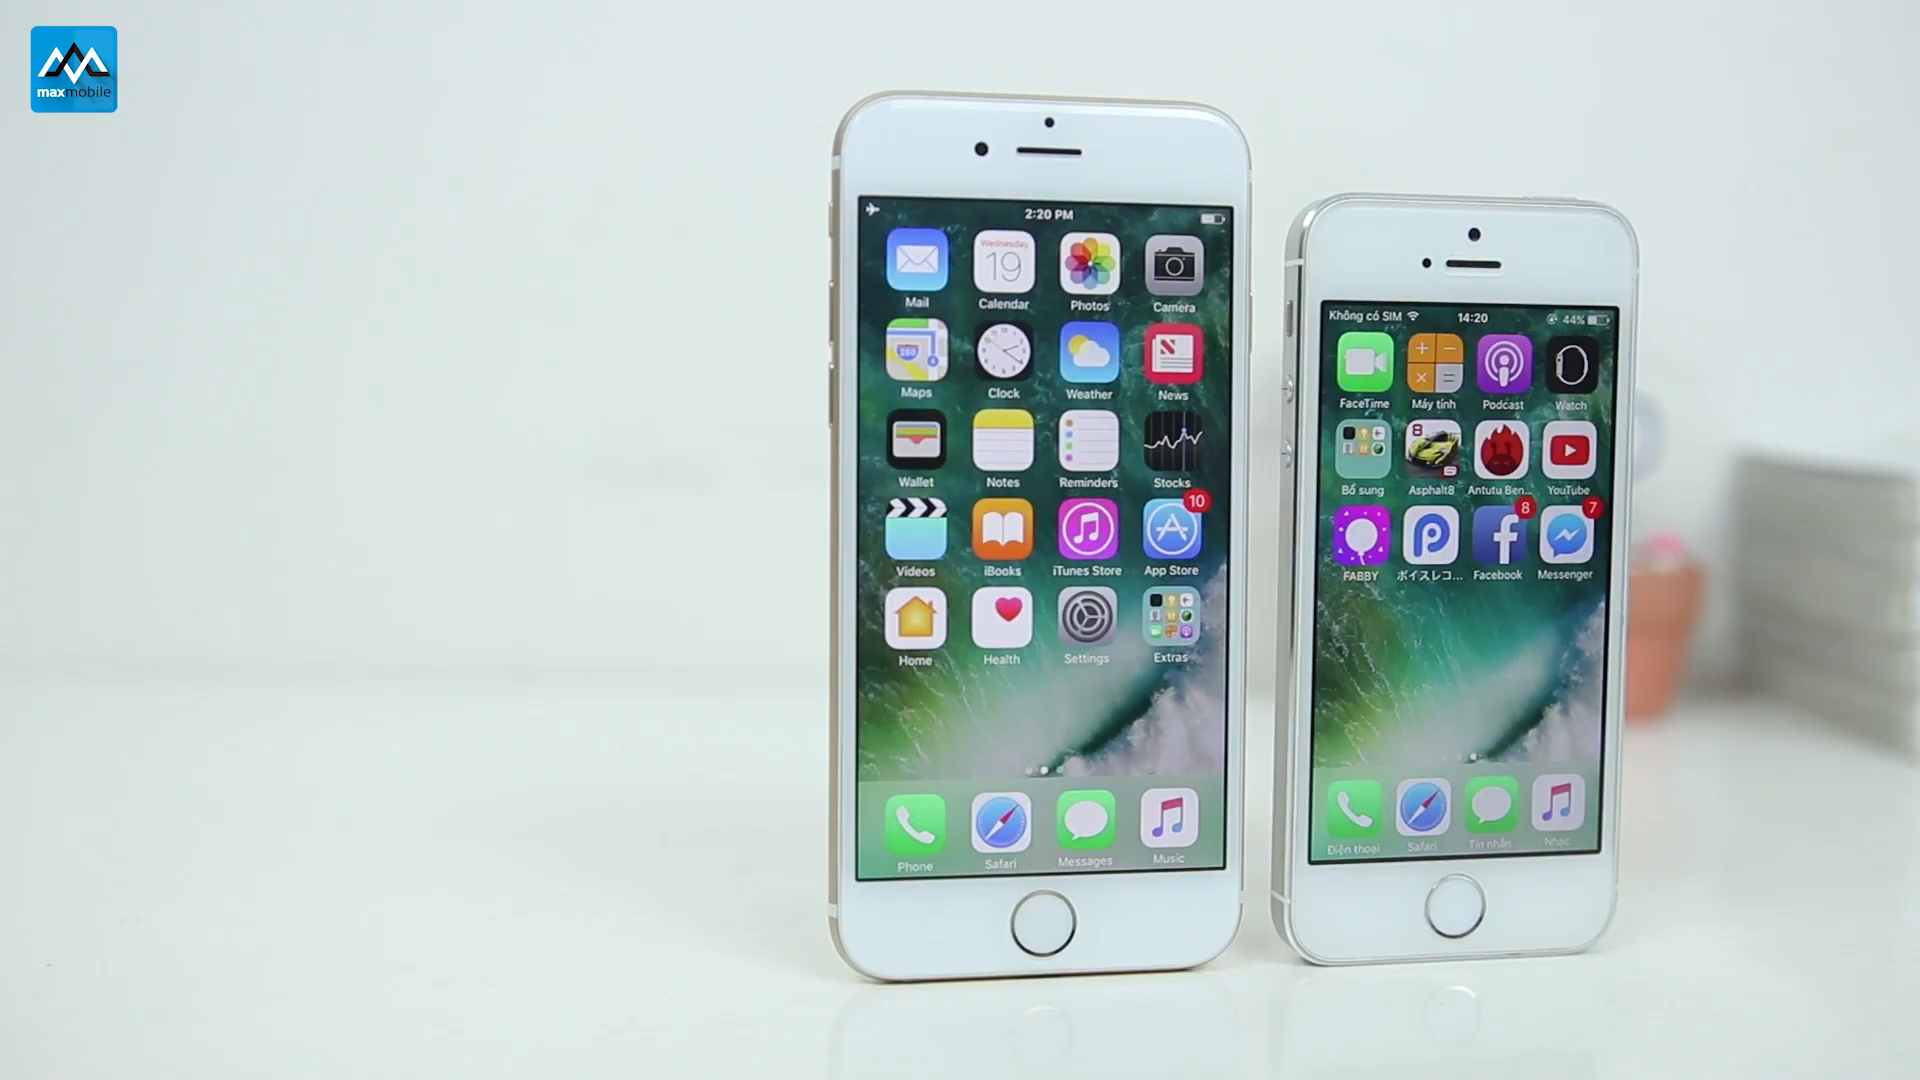 maxmobile
2:20 PM
Wednesday
19
Mail Calendar Photos Camera
280
Maps Clock Weather News
Wallet Notes Reminders Stocks
10
Videos iBooks iTunes Store App Store
Home Health Settings Extras
Phone Safari Messages Music
Không có SIM 14:20 44%
FaceTime Máy tính Podcast Watch
8
Bổ sung Asphalt8 Antutu Ben... YouTube
8 7
FABBY ボイスレコ... Facebook Messenger
Điện thoại Safari Tin nhắn Nhạc